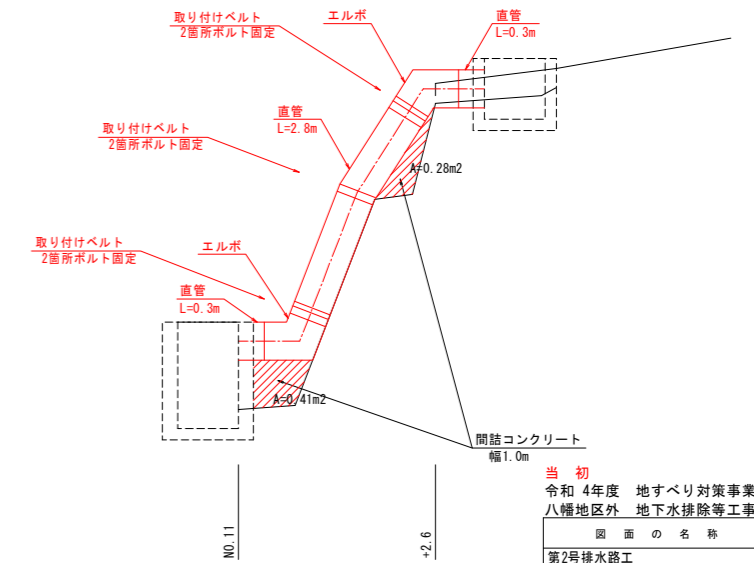 取り付けベルト
2箇所ボルト固定
エルボ
直管
L=0.3m
直管
L=2.8m
取り付けベルト
2箇所ボルト固定
A=0.28m2
取り付けベルト
2箇所ボルト固定
エルボ
直管
L=0.3m
A=0.41m2
間詰コンクリート
幅1.0m
NO.11
+2.6
当 初
令和 4年度 地すべり対策事業
八幡地区外 地下水排除等工事
図 面 の 名 称
第2号排水路工